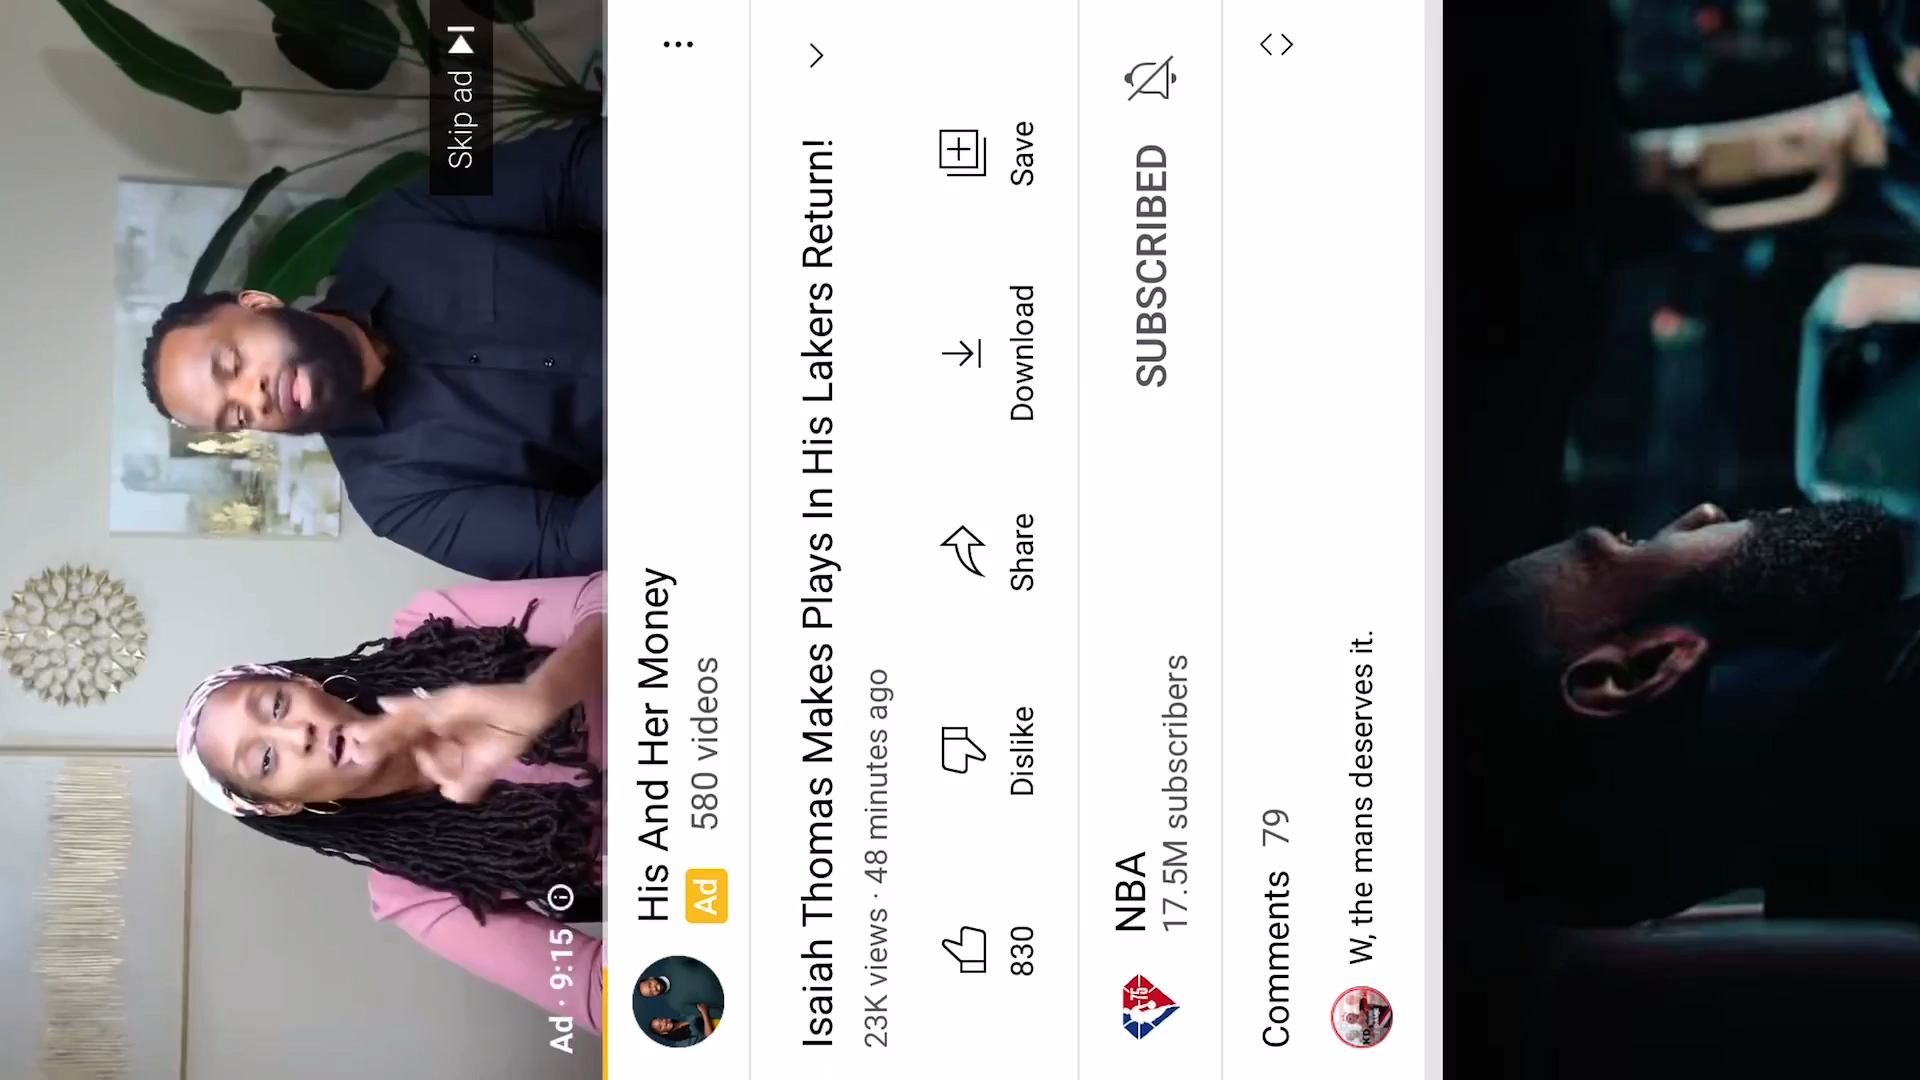 Skip ad
Ad · 9:15
His And Her Money
Ad 580 videos
Isaiah Thomas Makes Plays In His Lakers Return!
23K views · 48 minutes ago
830
Dislike
Share
Download
Save
NBA
17.5M subscribers
SUBSCRIBED
75
Comments 79
W, the mans deserves it.